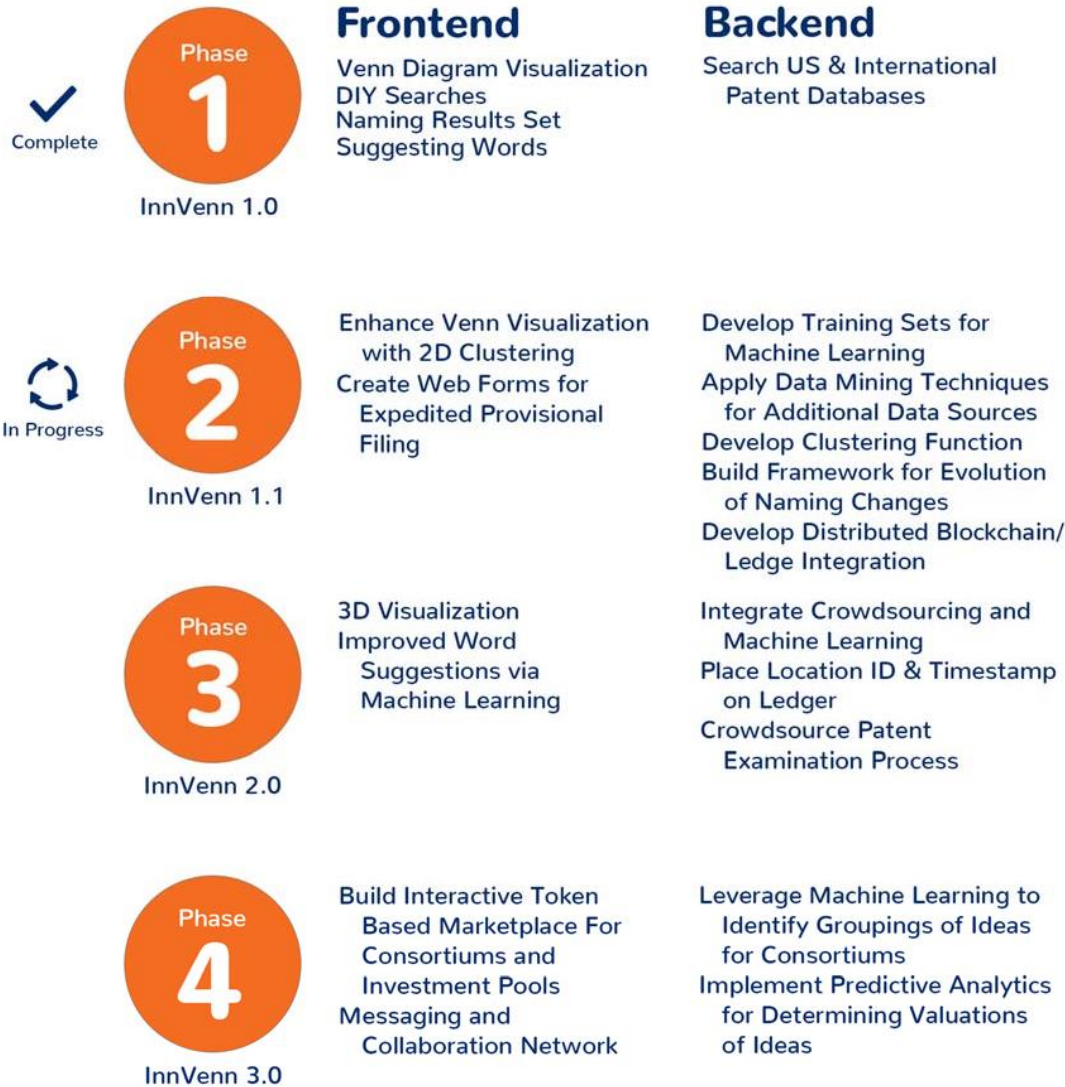 Frontend
Backend
Complete
Phase
1
InnVenn 1.0
Venn Diagram Visualization
DIY Searches
Naming Results Set
Suggesting Words
Search US & International
Patent Databases
In Progress
Phase
2
InnVenn 1.1
Enhance Venn Visualization
with 2D Clustering
Create Web Forms for
Expedited Provisional
Filing
Develop Training Sets for
Machine Learning
Apply Data Mining Techniques
for Additional Data Sources
Develop Clustering Function
Build Framework for Evolution
of Naming Changes
Develop Distributed Blockchain/
Ledge Integration
Phase
3
InnVenn 2.0
3D Visualization
Improved Word
Suggestions via
Machine Learning
Integrate Crowdsourcing and
Machine Learning
Place Location ID & Timestamp
on Ledger
Crowdsource Patent
Examination Process
Phase
4
InnVenn 3.0
Build Interactive Token
Based Marketplace For
Consortiums and
Investment Pools
Messaging and
Collaboration Network
Leverage Machine Learning to
Identify Groupings of Ideas
for Consortiums
Implement Predictive Analytics
for Determining Valuations
of Ideas